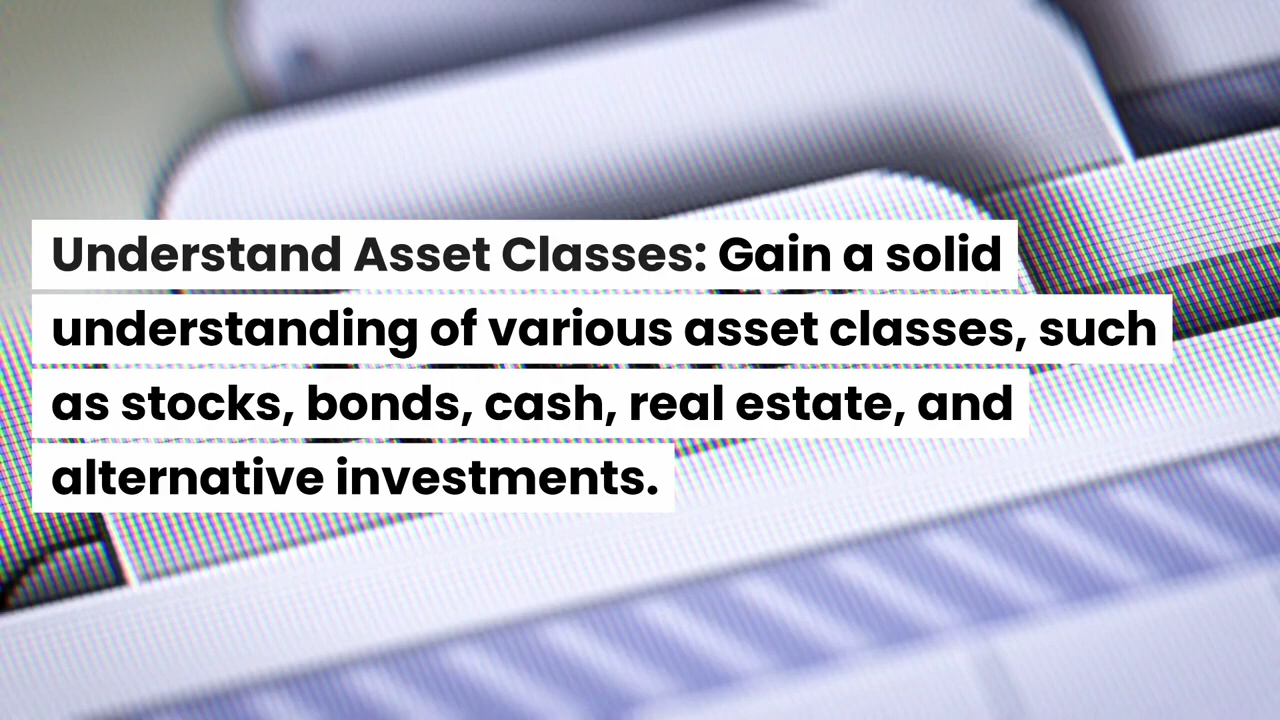 Understand Asset Classes: Gain a solid
understanding of various asset classes, such
as stocks, bonds, cash, real estate, and
alternative investments.